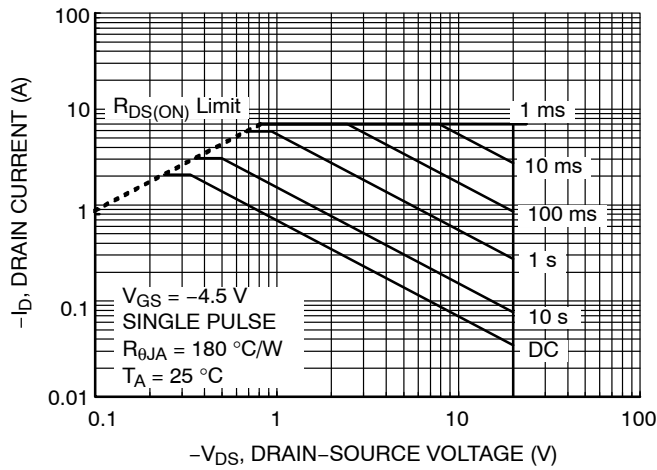 100
10
1
0.1
0.01
-I_D, DRAIN CURRENT (A)
R_DS(ON) Limit
1 ms
10 ms
100 ms
1 s
10 s
DC
V_GS = −4.5 V
SINGLE PULSE
R_θJA = 180 °C/W
T_A = 25 °C
0.1
1
10
100
-V_DS, DRAIN−SOURCE VOLTAGE (V)